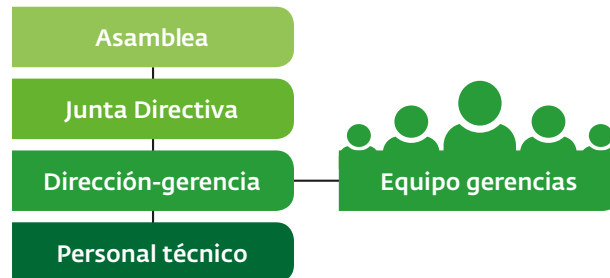 Asamblea
Junta Directiva
Dirección-gerencia
Equipo gerencias
Personal técnico